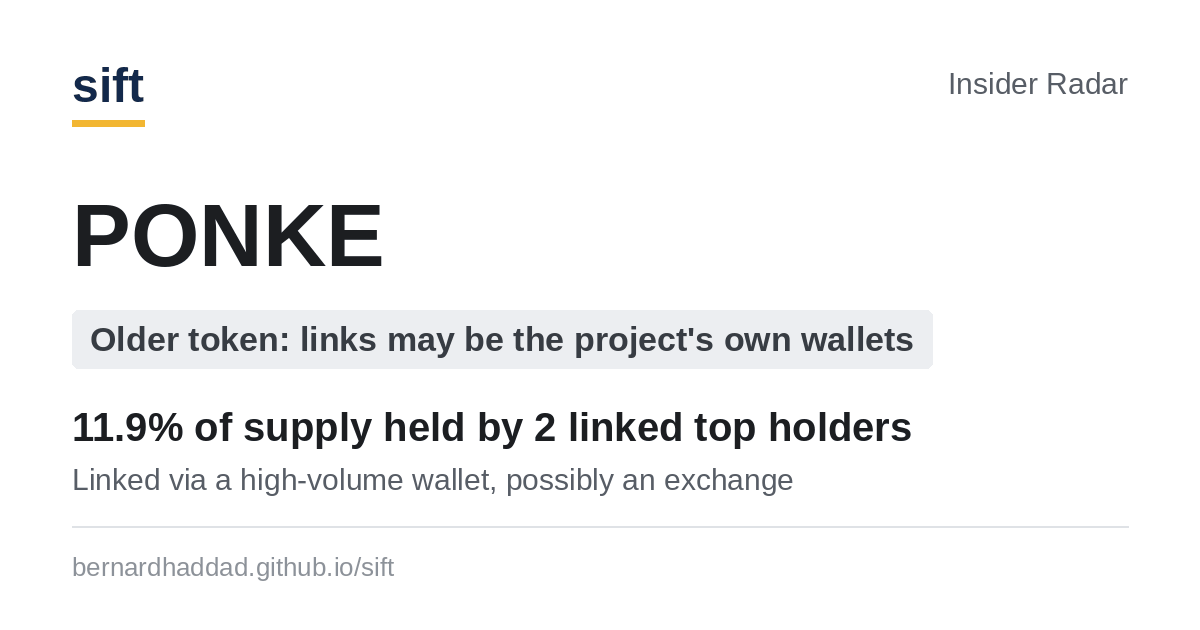 sift
Insider Radar
PONKE
Older token: links may be the project's own wallets
11.9% of supply held by 2 linked top holders
Linked via a high-volume wallet, possibly an exchange
bernardhaddad.github.io/sift